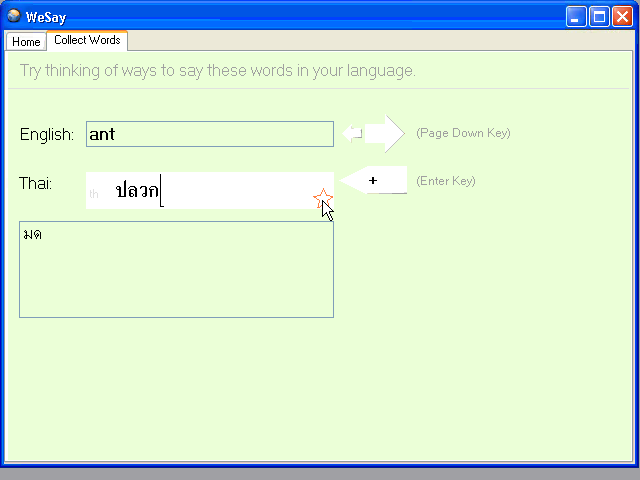 WeSay
Home Collect Words
Try thinking of ways to say these words in your language.
English: ant (Page Down Key)
Thai: th ปลวก + (Enter Key)
มด